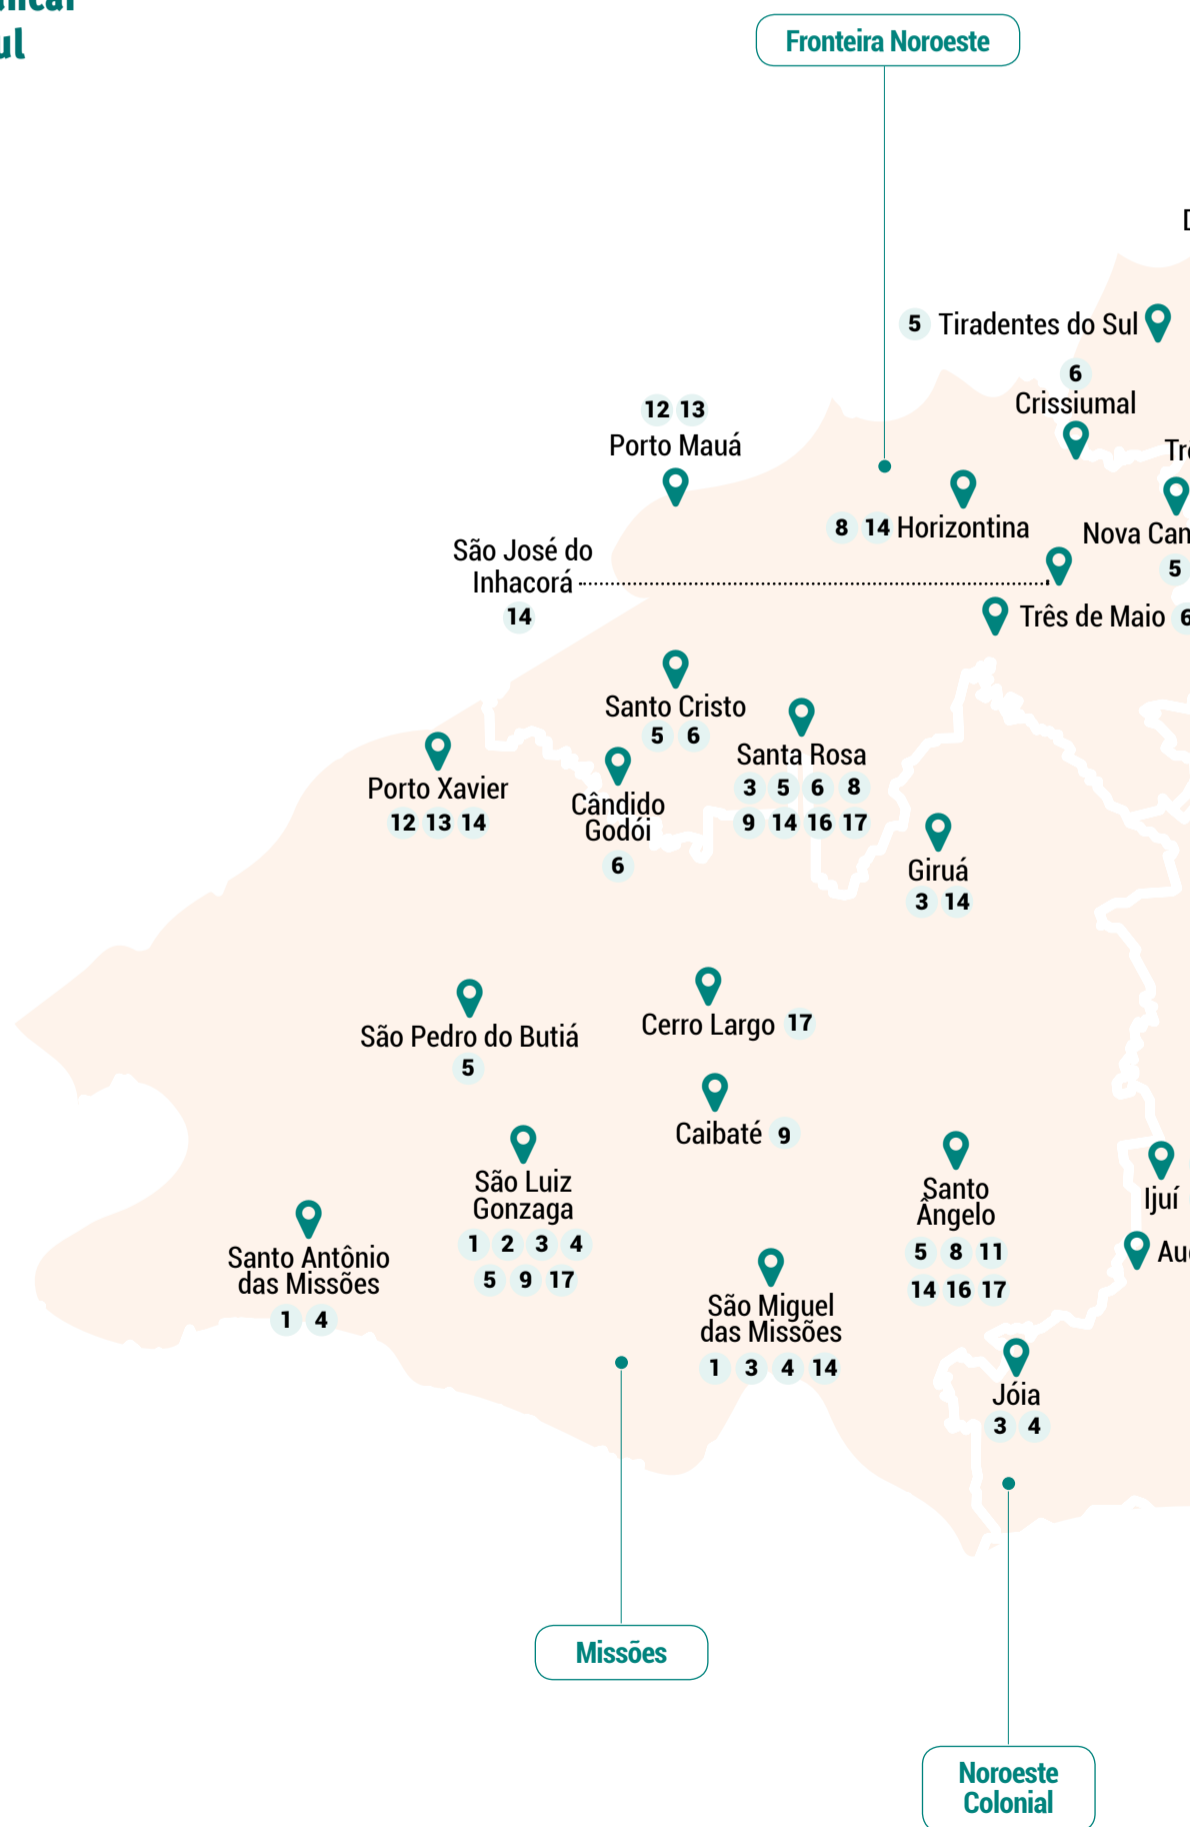 ul
Fronteira Noroeste
5 Tiradentes do Sul
6
Crissiumal
12 13
Porto Mauá
8 14 Horizontina
São José do
Inhacorá
14
Nova Can
5
Três de Maio 6
Santo Cristo
5 6
Santa Rosa
3 5 6 8
9 14 16 17
Porto Xavier
12 13 14
Cândido
Godói
6
Giruá
3 14
São Pedro do Butiá
5
Cerro Largo 17
Caibaté 9
São Luiz
Gonzaga
1 2 3 4
5 9 17
Santo Antônio
das Missões
1 4
Santo
Ângelo
5 8 11
14 16 17
Ijuí
São Miguel
das Missões
1 3 4 14
Jóia
3 4
Missões
Noroeste
Colonial